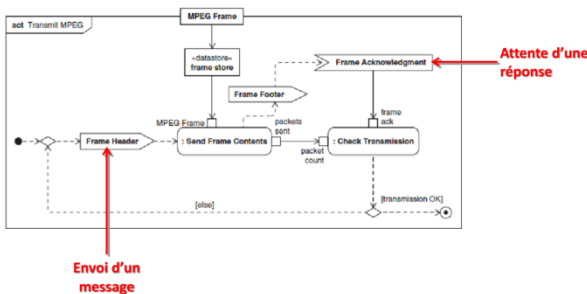 MPEG Frame
act Transmit MPEG
«datastore»
frame store
Frame Acknowledgment
Attente d'une
réponse
Frame Footer
MPEG Frame
packets
sent
frame
ack
Frame Header
: Send Frame Contents
: Check Transmission
packet
count
[else]
[transmission OK]
Envoi d'un
message